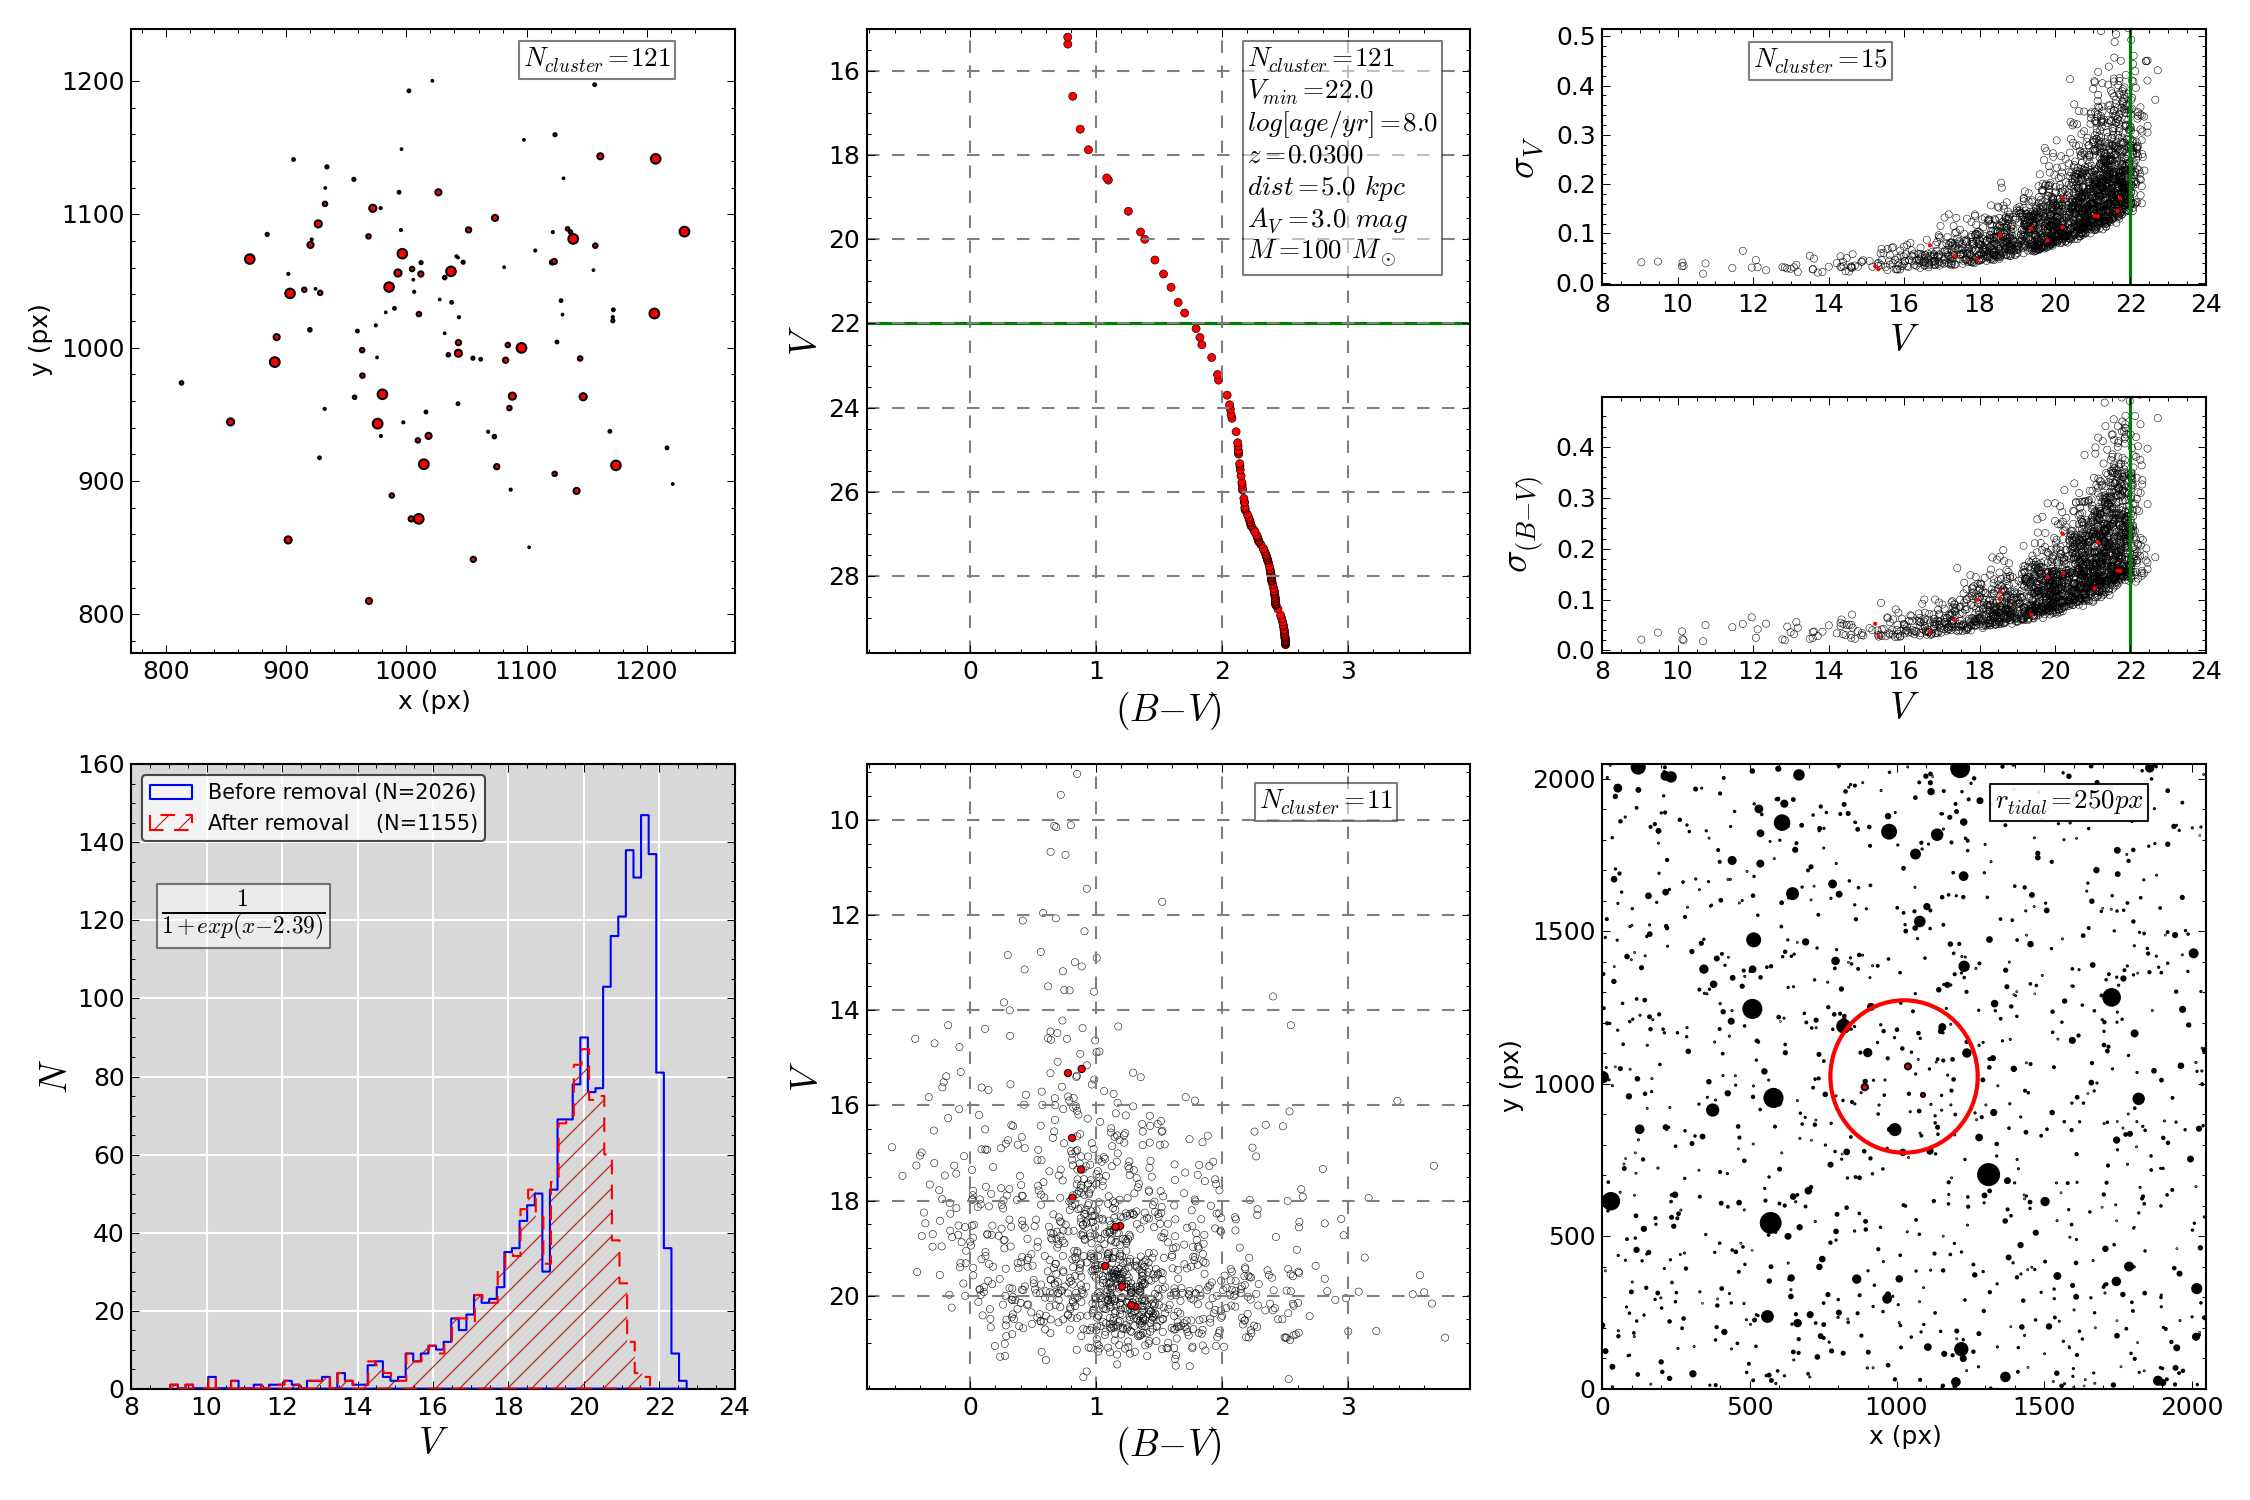 N_cluster=121
1200
1100
1000
900
800
y (px)
800 900 1000 1100 1200
x (px)
N_cluster=121
V_min=22.0
log[age/yr]=8.0
z=0.0300
dist=5.0 kpc
A_V=3.0 mag
M=100 M_⊙
16
18
20
22
24
26
28
V
0 1 2 3
(B−V)
N_cluster=15
0.5
0.4
0.3
0.2
0.1
0.0
σ_V
8 10 12 14 16 18 20 22 24
V
0.4
0.3
0.2
0.1
0.0
σ_(B−V)
8 10 12 14 16 18 20 22 24
V
Before removal (N=2026)
After removal (N=1155)
1
1+exp(x−2.39)
160
140
120
100
80
60
40
20
0
N
8 10 12 14 16 18 20 22 24
V
N_cluster=11
10
12
14
16
18
20
V
0 1 2 3
(B−V)
r_tidal=250px
2000
1500
1000
500
0
y (px)
0 500 1000 1500 2000
x (px)